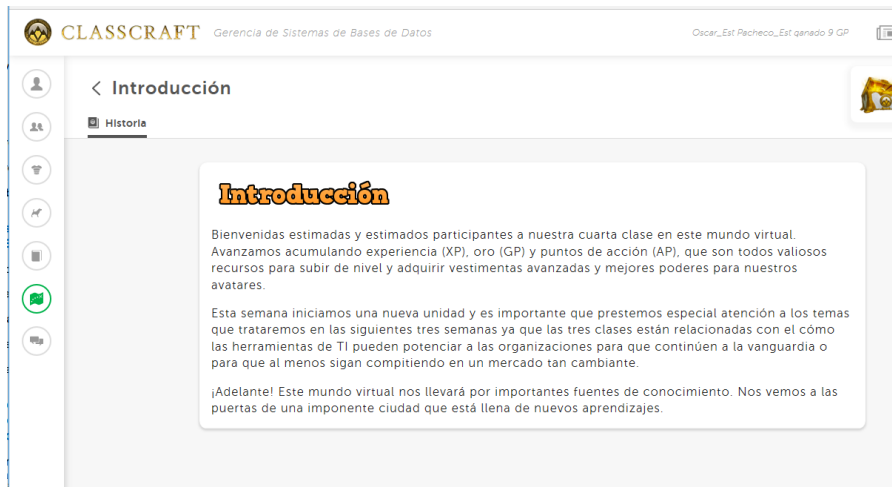 CLASSCRAFT Gerencia de Sistemas de Bases de Datos Oscar_Est Pacheco_Est ganado 9 GP
Introducción
Historia
Introducción
Bienvenidas estimadas y estimados participantes a nuestra cuarta clase en este mundo virtual.
Avanzamos acumulando experiencia (XP), oro (GP) y puntos de acción (AP), que son todos valiosos
recursos para subir de nivel y adquirir vestimentas avanzadas y mejores poderes para nuestros
avatares.
Esta semana iniciamos una nueva unidad y es importante que prestemos especial atención a los temas
que trataremos en las siguientes tres semanas ya que las tres clases están relacionadas con el cómo
las herramientas de TI pueden potenciar a las organizaciones para que continúen a la vanguardia o
para que al menos sigan compitiendo en un mercado tan cambiante.
¡Adelante! Este mundo virtual nos llevará por importantes fuentes de conocimiento. Nos vemos a las
puertas de una imponente ciudad que está llena de nuevos aprendizajes.